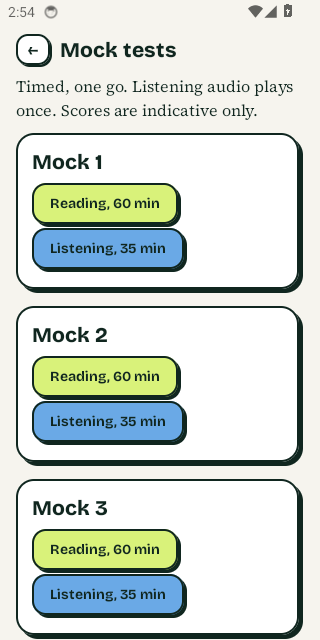 2:54
Mock tests
Timed, one go. Listening audio plays
once. Scores are indicative only.
Mock 1
Reading, 60 min
Listening, 35 min
Mock 2
Reading, 60 min
Listening, 35 min
Mock 3
Reading, 60 min
Listening, 35 min